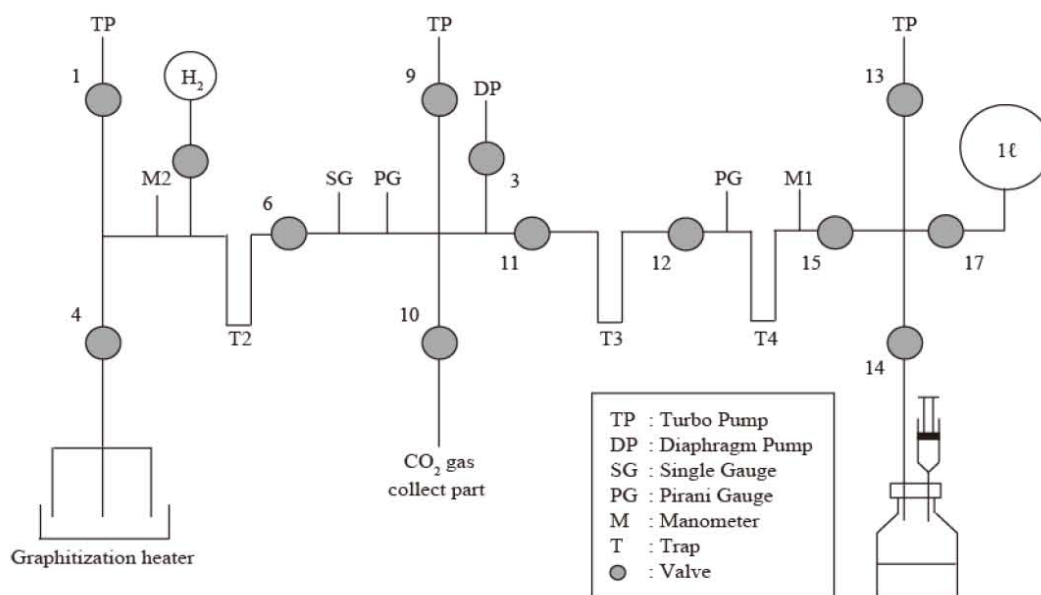 TP
TP
TP
1
H₂
9
DP
13
1ℓ
M2
6
SG
PG
3
PG
M1
11
12
15
17
4
T2
10
T3
T4
14
CO₂ gas
collect part
Graphitization heater
TP : Turbo Pump
DP : Diaphragm Pump
SG : Single Gauge
PG : Pirani Gauge
M : Manometer
T : Trap
: Valve